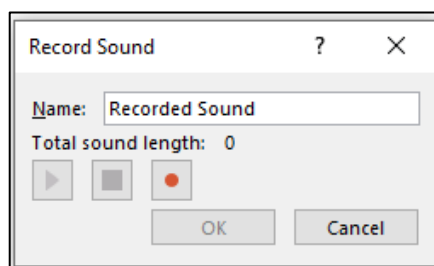 Record Sound ?
Name: Recorded Sound
Total sound length: 0
OK Cancel